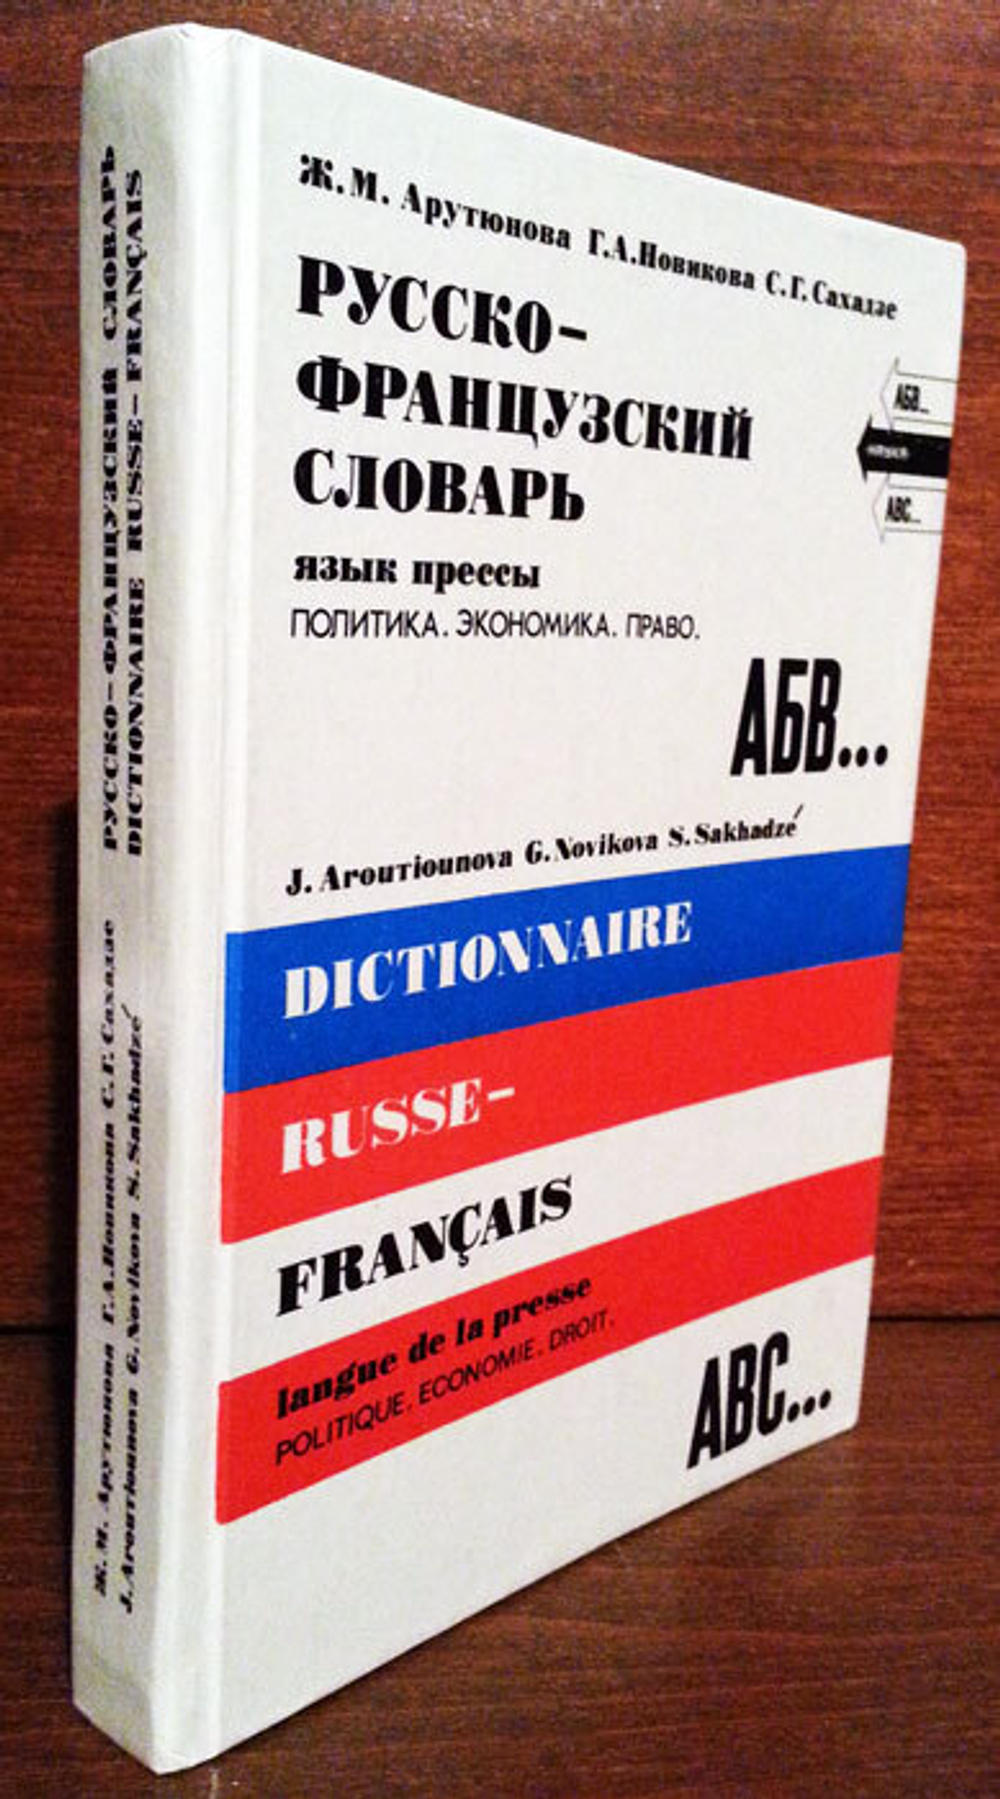 Ж.М. Арутюнова Г.А.Новикова С.Г.Сахадзе
РУССКО-
ФРАНЦУЗСКИЙ
СЛОВАРЬ
язык прессы
ПОЛИТИКА. ЭКОНОМИКА. ПРАВО.
АБВ...
ABC...
АБВ...
J. Aroutiounova G. Novikova S. Sakhadzé
DICTIONNAIRE
RUSSE-
FRANÇAIS
langue de la presse
POLITIQUE. ECONOMIE. DROIT.
ABC...
Ж.М. Арутюнова Г.А.Новикова С.Г.Сахадзе РУССКО-ФРАНЦУЗСКИЙ СЛОВАРЬ
J. Aroutiounova G. Novikova S. Sakhadzé DICTIONNAIRE RUSSE-FRANÇAIS